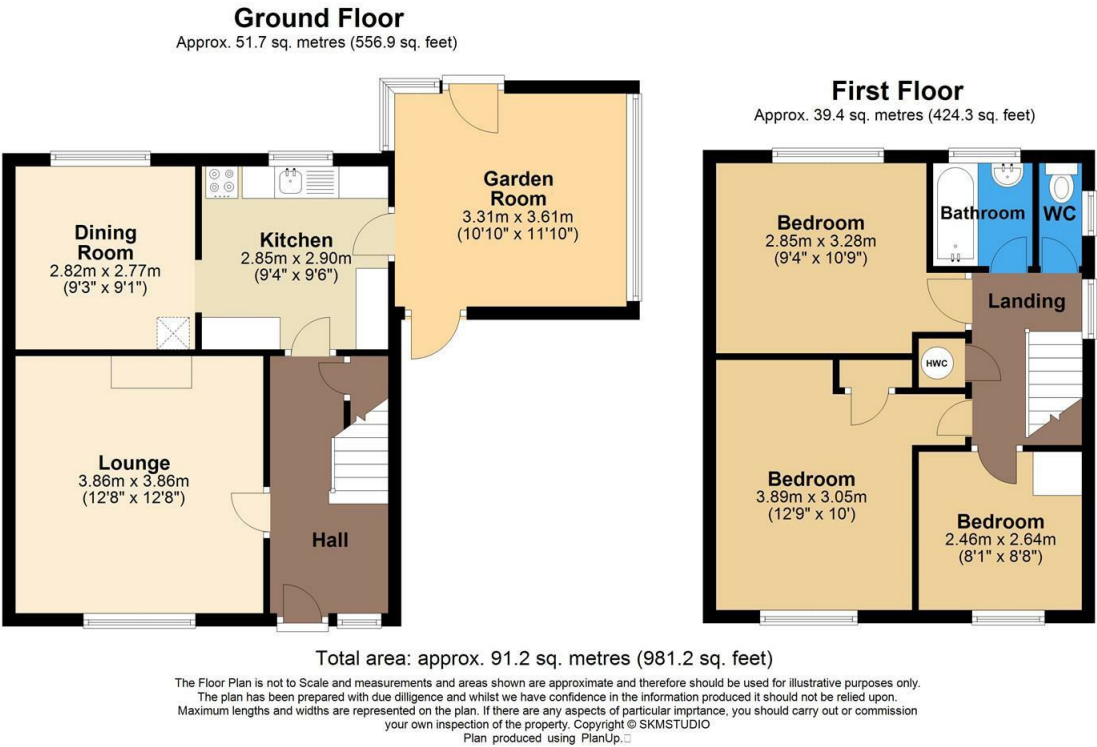 Ground Floor
Approx. 51.7 sq. metres (556.9 sq. feet)
Garden
Room
3.31m x 3.61m
(10'10" x 11'10")
Dining
Room
2.82m x 2.77m
(9'3" x 9'1")
Kitchen
2.85m x 2.90m
(9'4" x 9'6")
Lounge
3.86m x 3.86m
(12'8" x 12'8")
Hall
First Floor
Approx. 39.4 sq. metres (424.3 sq. feet)
Bedroom
2.85m x 3.28m
(9'4" x 10'9")
Bathroom
WC
Landing
HWC
Bedroom
3.89m x 3.05m
(12'9" x 10')
Bedroom
2.46m x 2.64m
(8'1" x 8'8")
Total area: approx. 91.2 sq. metres (981.2 sq. feet)
The Floor Plan is not to Scale and measurements and areas shown are approximate and therefore should be used for illustrative purposes only.
The plan has been prepared with due dilligence and whilst we have confidence in the information produced it should not be relied upon.
Maximum lengths and widths are represented on the plan. If there are any aspects of particular imprtance, you should carry out or commission
your own inspection of the property. Copyright © SKMSTUDIO
Plan produced using PlanUp.□